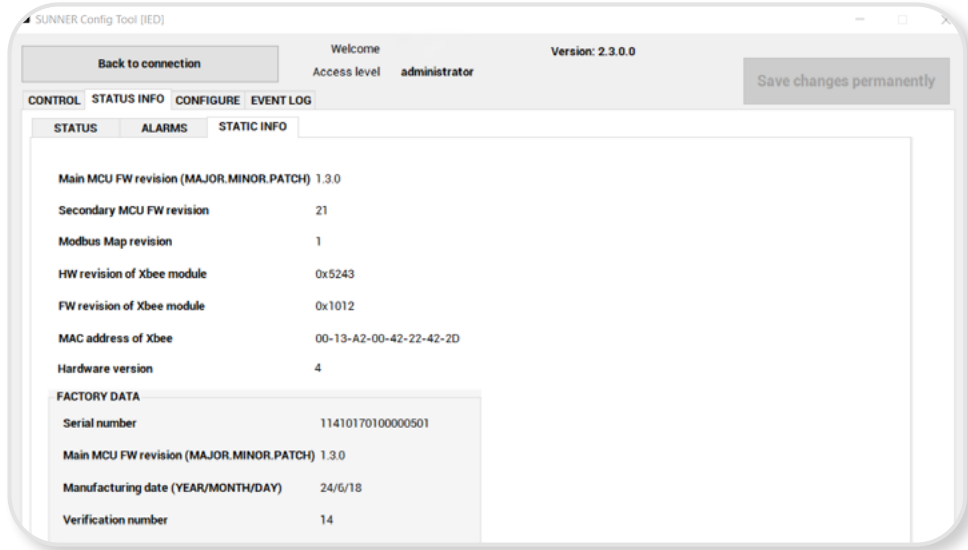 SUNNER Config Tool [IED]
Back to connection
Welcome
Access level administrator
Version: 2.3.0.0
Save changes permanently
CONTROL STATUS INFO CONFIGURE EVENT LOG
STATUS ALARMS STATIC INFO
Main MCU FW revision (MAJOR.MINOR.PATCH) 1.3.0
Secondary MCU FW revision 21
Modbus Map revision 1
HW revision of Xbee module 0x5243
FW revision of Xbee module 0x1012
MAC address of Xbee 00-13-A2-00-42-22-42-2D
Hardware version 4
FACTORY DATA
Serial number 11410170100000501
Main MCU FW revision (MAJOR.MINOR.PATCH) 1.3.0
Manufacturing date (YEAR/MONTH/DAY) 24/6/18
Verification number 14